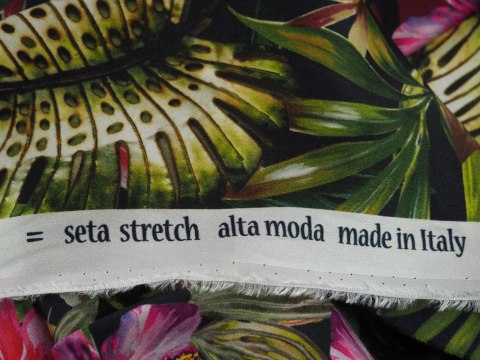 = seta stretch alta moda made in Italy